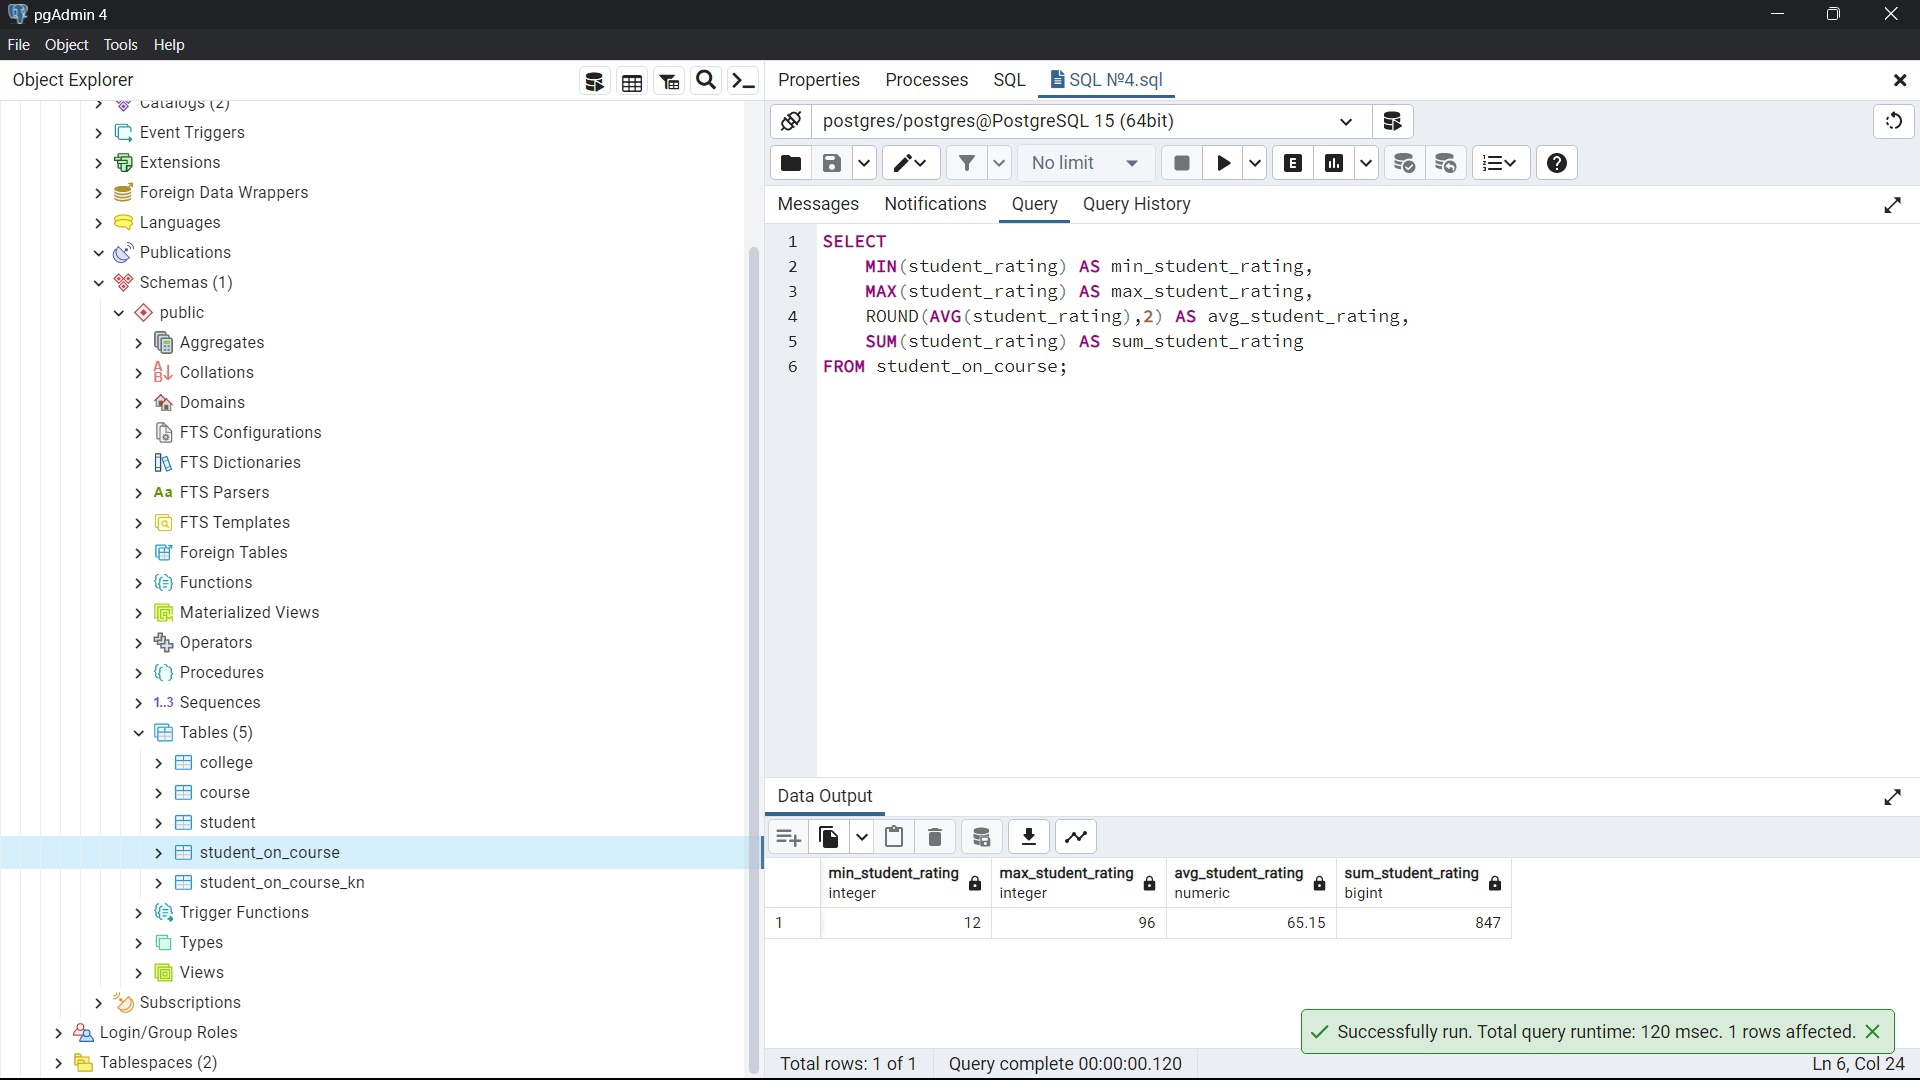 pgAdmin 4
File Object Tools Help
Object Explorer
Properties Processes SQL SQL №4.sql
Catalogs (2)
Event Triggers
Extensions
Foreign Data Wrappers
Languages
Publications
Schemas (1)
public
Aggregates
Collations
Domains
FTS Configurations
FTS Dictionaries
Aa FTS Parsers
FTS Templates
Foreign Tables
Functions
Materialized Views
Operators
Procedures
1..3 Sequences
Tables (5)
college
course
student
student_on_course
student_on_course_kn
Trigger Functions
Types
Views
Subscriptions
Login/Group Roles
Tablespaces (2)
postgres/postgres@PostgreSQL 15 (64bit)
No limit E
Messages Notifications Query Query History
1 SELECT
2 MIN(student_rating) AS min_student_rating,
3 MAX(student_rating) AS max_student_rating,
4 ROUND(AVG(student_rating),2) AS avg_student_rating,
5 SUM(student_rating) AS sum_student_rating
6 FROM student_on_course;
Data Output
min_student_rating max_student_rating avg_student_rating sum_student_rating
integer integer numeric bigint
1 12 96 65.15 847
Successfully run. Total query runtime: 120 msec. 1 rows affected.
Total rows: 1 of 1 Query complete 00:00:00.120 Ln 6, Col 24